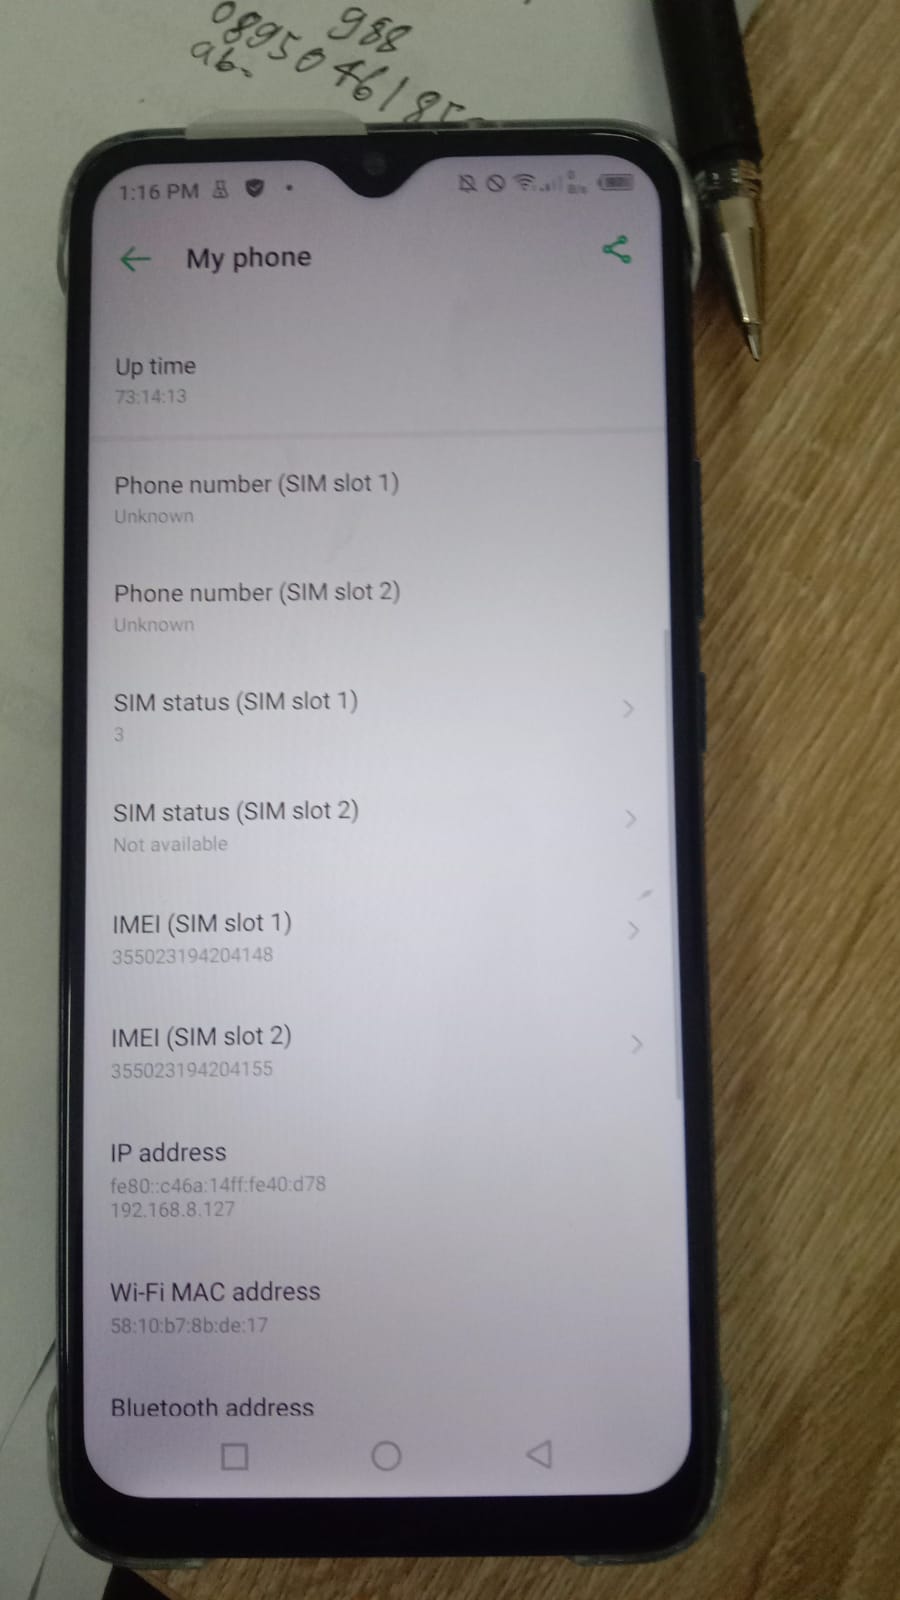 988
089504618
ab
1:16 PM
My phone
Up time
73:14:13
Phone number (SIM slot 1)
Unknown
Phone number (SIM slot 2)
Unknown
SIM status (SIM slot 1)
3
SIM status (SIM slot 2)
Not available
IMEI (SIM slot 1)
355023194204148
IMEI (SIM slot 2)
355023194204155
IP address
fe80::c46a:14ff:fe40:d78
192.168.8.127
Wi-Fi MAC address
58:10:b7:8b:de:17
Bluetooth address